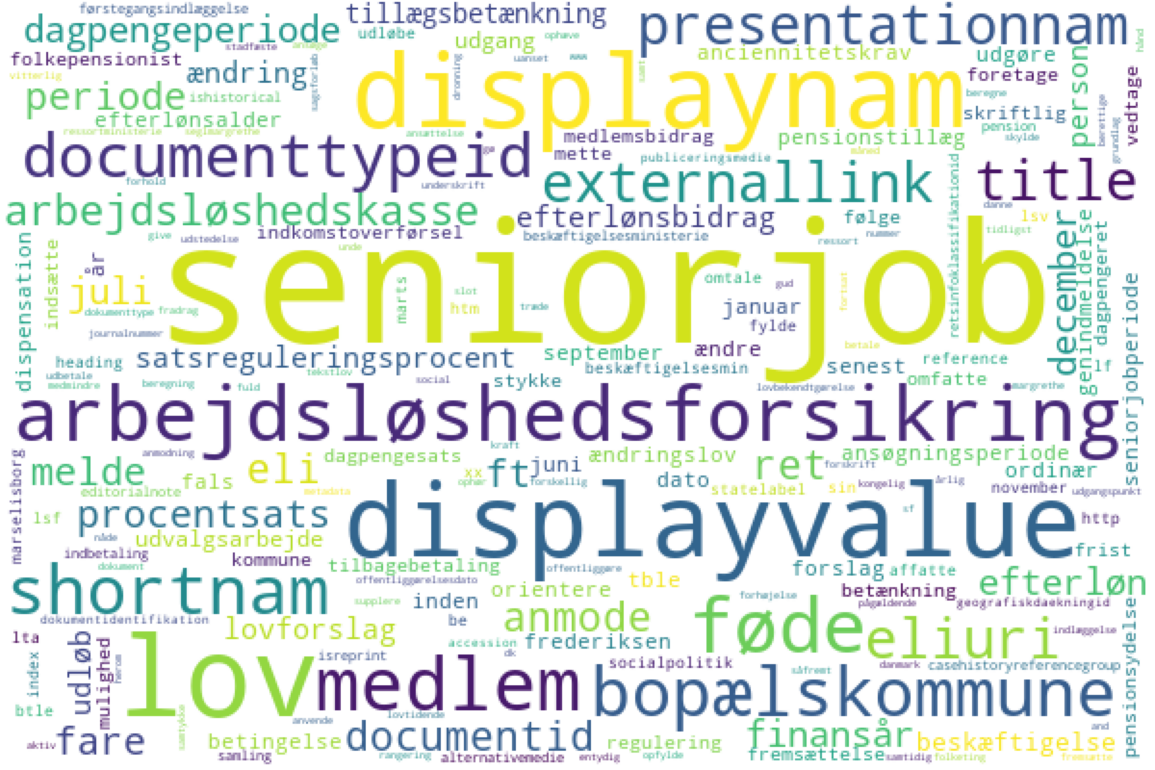 førstegangsindlæggelse
tillægsbetænkning
presentationnam
dagpengeperiode
udløbe
udgang
ophæve
anciennitetskrav
udgøre
hånd
stadfæste
ansøge
folkepensionist
ændring
displaynam
foretage
person
vedtage
vitterlig
sagsforløb
dronning
uanset
samt
periode
ishistorical
beregne
berettige
efterlønsalder
skriftlig
grundlag
ressortministerie
seglmargrethe
ansættelse
medlemsbidrag
pensionstillæg
pension
skylde
documenttypeid
mette
publiceringsmedie
måned
forhold
underskrift
externallink
title
retsinfoklassifikationid
arbejdsløshedskasse
efterlønsbidrag
følge
danne
lsv
give
udstedelse
indkomstoverførsel
beskæftigelsesministerie
nummer
ressort
tidligst
dispensation
indsætte
år
juli
unde
seniorjob
december
genindmeldelse
dagpengeret
seniorjobperiode
omtale
gud
fortsat
slot
marts
htm
træde
januar
fylde
dokumenttype
fradrag
journalnummer
betale
heading
satsreguleringsprocent
september
ændre
senest
reference
lf
udbetale
medmindre
beregning
fuld
tekstlov
social
stykke
beskæftigelsesmin
lovbekendtgørelse
omfatte
margrethe
arbejdsløshedsforsikring
anmodning
kraft
melde
fals
eli
dagpengesats
ft
juni
ændringslov
ret
ansøgningsperiode
ordinær
xx
ophør
forskellig
dato
forskrift
editorialnote
metadata
statelabel
sin
kongelig
årlig
november
udgangspunkt
marselisborg
lsf
procentsats
displayvalue
sf
http
nåde
udvalgsarbejde
indbetaling
kommune
tilbagebetaling
offentliggøre
frist
dokument
offentliggørelsesdato
tble
forslag
affatte
shortnam
supplere
inden
orientere
forhøjelse
betænkning
efterløn
pågældende
geografiskdaekningid
dokumentidentifikation
be
anmode
føde
eliuri
lta
udløb
mulighed
lovforslag
frederiksen
indlæggelse
index
herom
lov
isreprint
accession
dk
socialpolitik
såfremt
danmark
casehistoryreferencegroup
pensionsydelse
medlem
bopælskommune
btle
samtykke
anvende
lovtidende
and
aktiv
fare
betingelse
documentid
regulering
finansår
beskæftigelse
samling
rangering
alternativemedie
entydig
opfylde
fremsættelse
samtidig
folketing
fremsætte